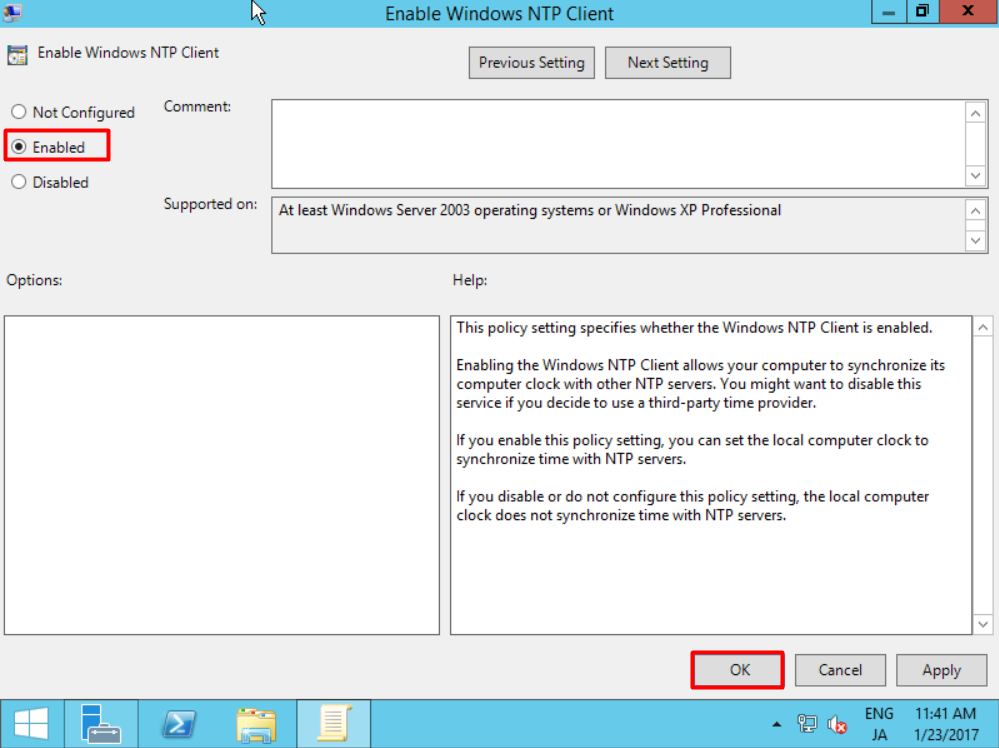 Enable Windows NTP Client
Enable Windows NTP Client
Previous Setting
Next Setting
Not Configured
Comment:
Enabled
Disabled
Supported on:
At least Windows Server 2003 operating systems or Windows XP Professional
Options:
Help:
This policy setting specifies whether the Windows NTP Client is enabled.
Enabling the Windows NTP Client allows your computer to synchronize its
computer clock with other NTP servers. You might want to disable this
service if you decide to use a third-party time provider.
If you enable this policy setting, you can set the local computer clock to
synchronize time with NTP servers.
If you disable or do not configure this policy setting, the local computer
clock does not synchronize time with NTP servers.
OK
Cancel
Apply
ENG
11:41 AM
JA
1/23/2017